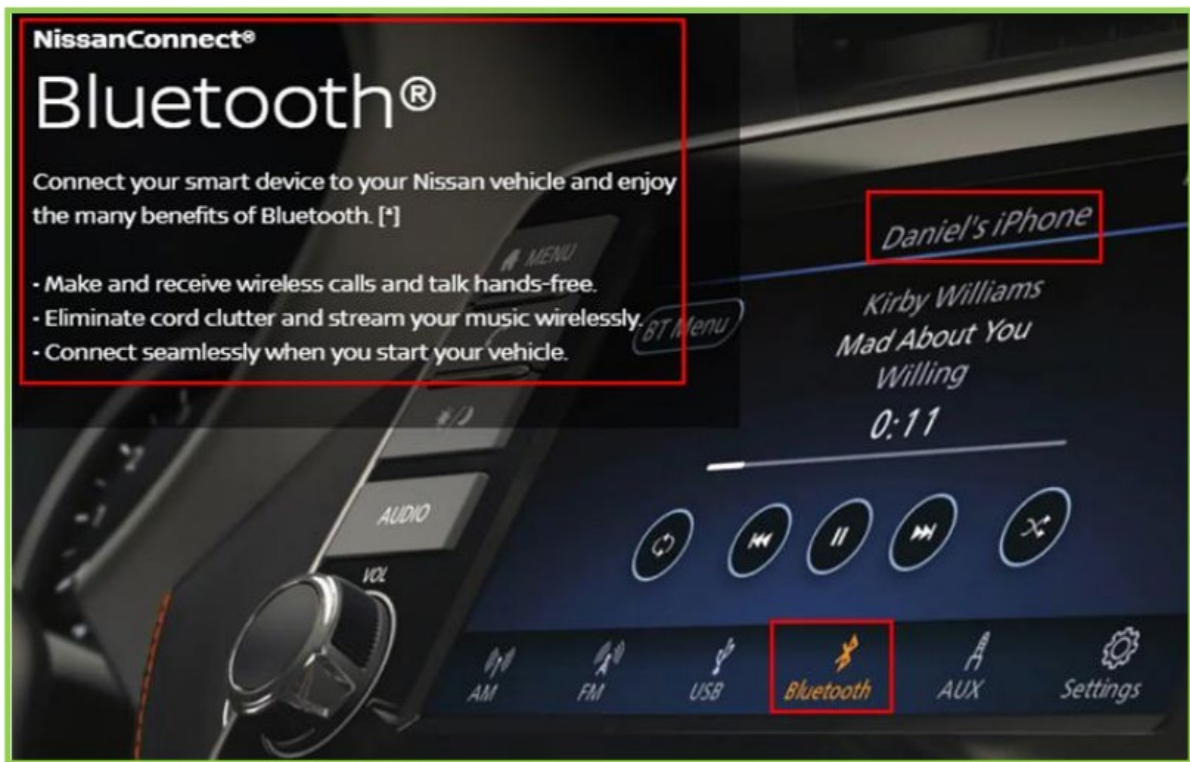 NissanConnect®
Bluetooth®
Connect your smart device to your Nissan vehicle and enjoy
the many benefits of Bluetooth. [*]
• Make and receive wireless calls and talk hands-free.
• Eliminate cord clutter and stream your music wirelessly.
• Connect seamlessly when you start your vehicle.
MENU
Daniel's iPhone
BT Menu
Kirby Williams
Mad About You
Willing
0:11
AUDIO
VOL
AM
FM
USB
Bluetooth
AUX
Settings